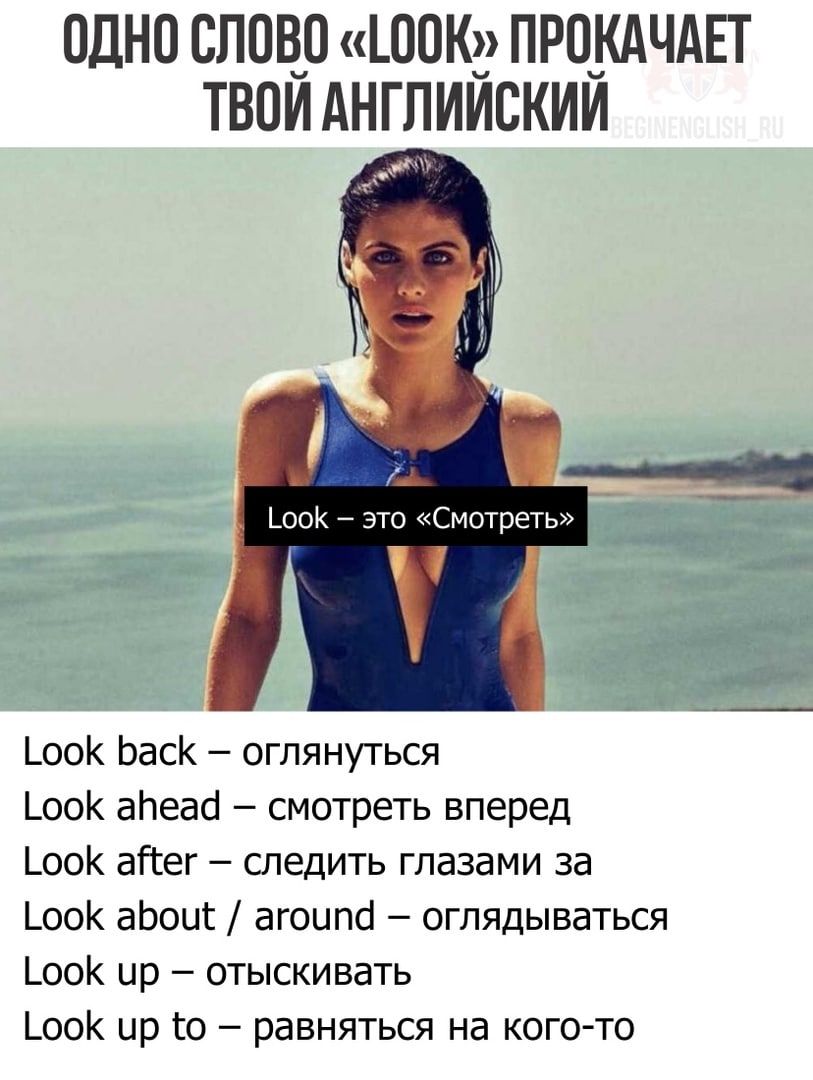 ОДНО СЛОВО «LOOK» ПРОКАЧАЕТ
ТВОЙ АНГЛИЙСКИЙ
BEGINENGLISH_RU
Look – это «Смотреть»
Look back – оглянуться
Look ahead – смотреть вперед
Look after – следить глазами за
Look about / around – оглядываться
Look up – отыскивать
Look up to – равняться на кого-то